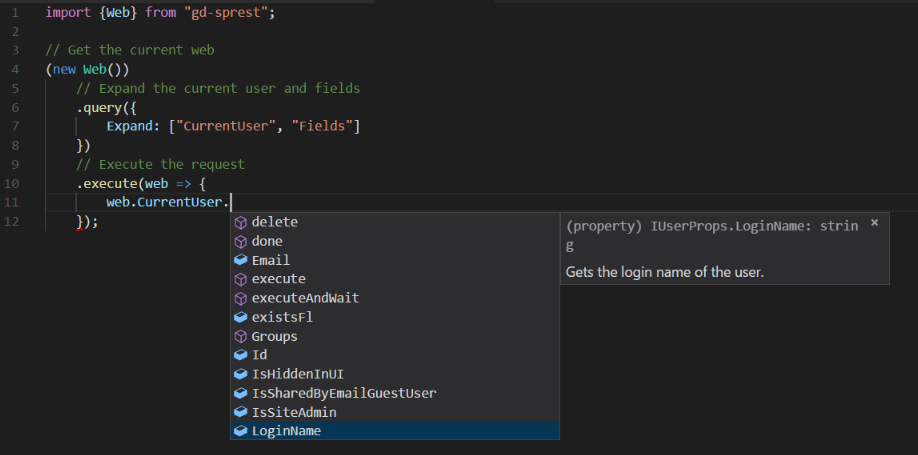 1 import {Web} from "gd-sprest";
2
3 // Get the current web
4 (new Web())
5 // Expand the current user and fields
6 .query({
7 Expand: ["CurrentUser", "Fields"]
8 })
9 // Execute the request
10 .execute(web => {
11 web.CurrentUser.
12 });
delete
done
Email
execute
executeAndWait
existsFl
Groups
Id
IsHiddenInUI
IsSharedByEmailGuestUser
IsSiteAdmin
LoginName
(property) IUserProps.LoginName: strin
g
Gets the login name of the user.